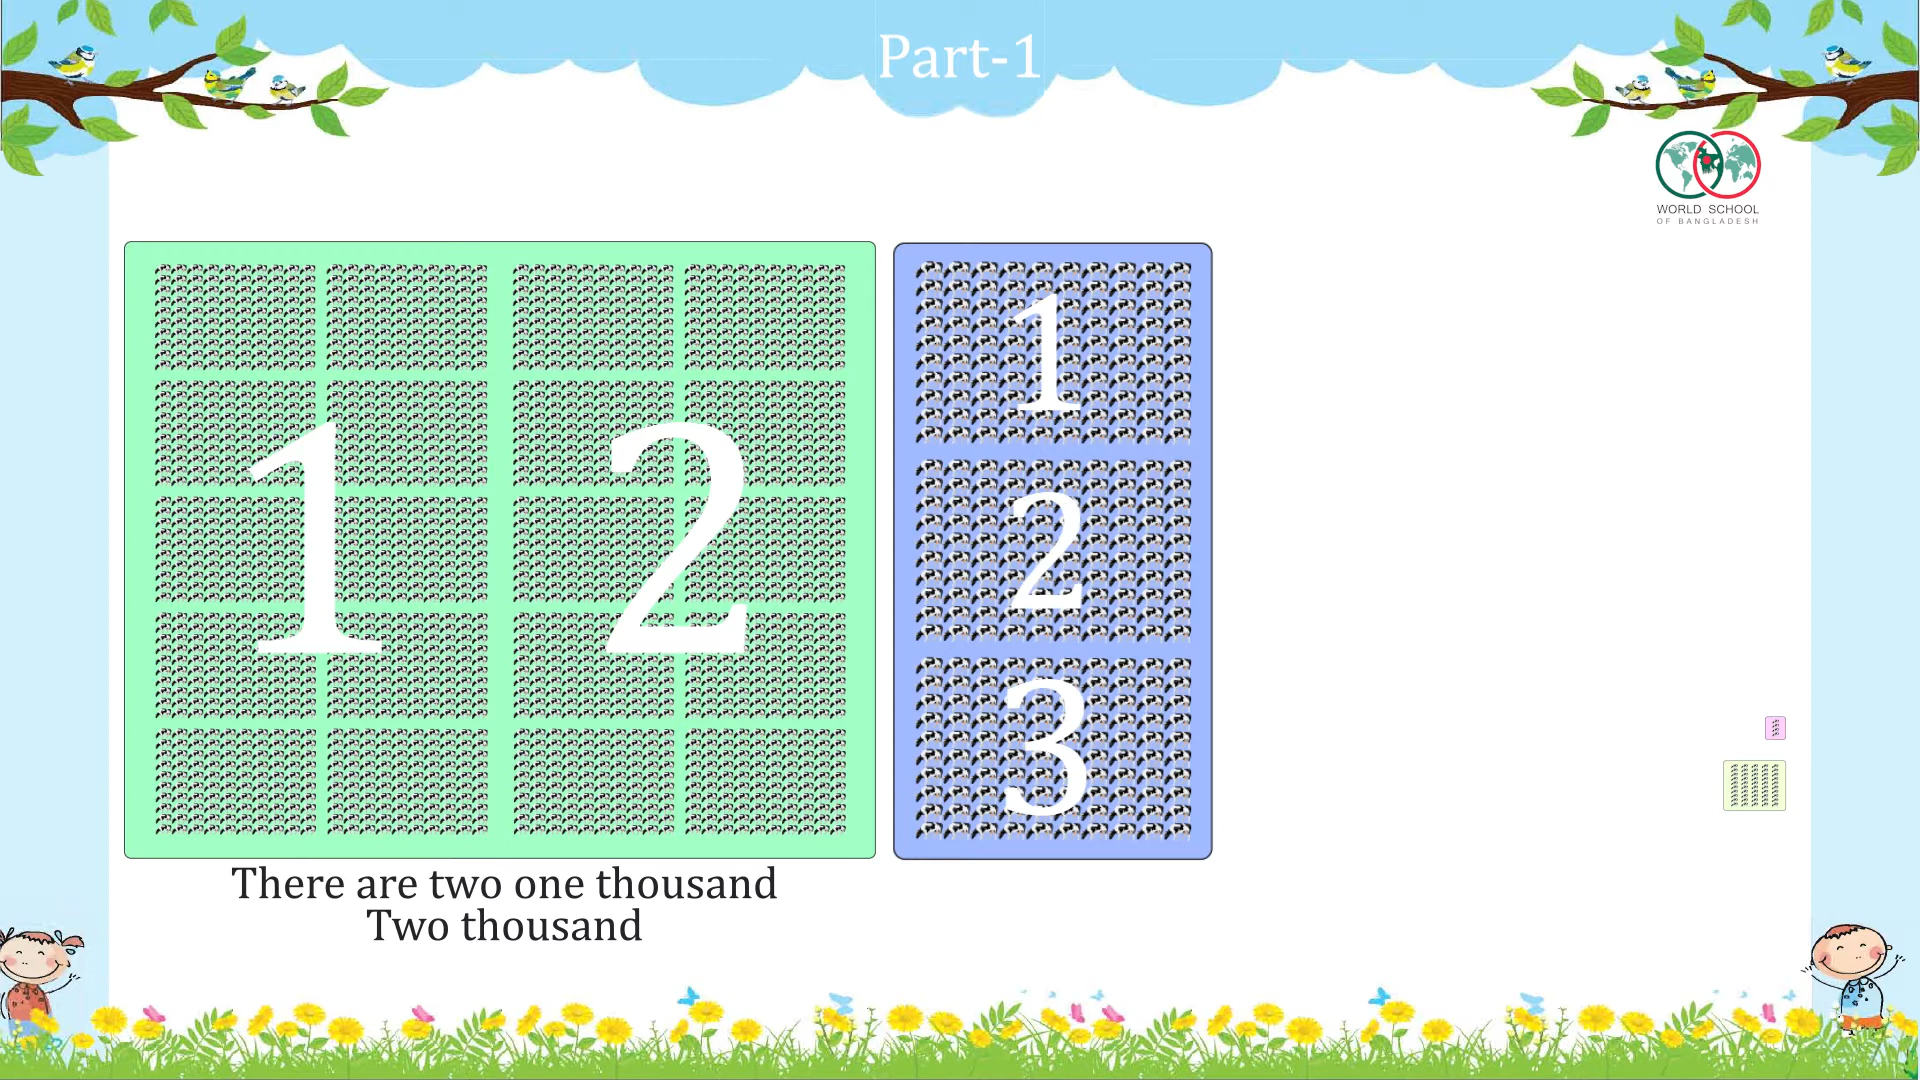 Part-1
WORLD SCHOOL
OF BANGLADESH
1
2
1
2
3
There are two one thousand
Two thousand